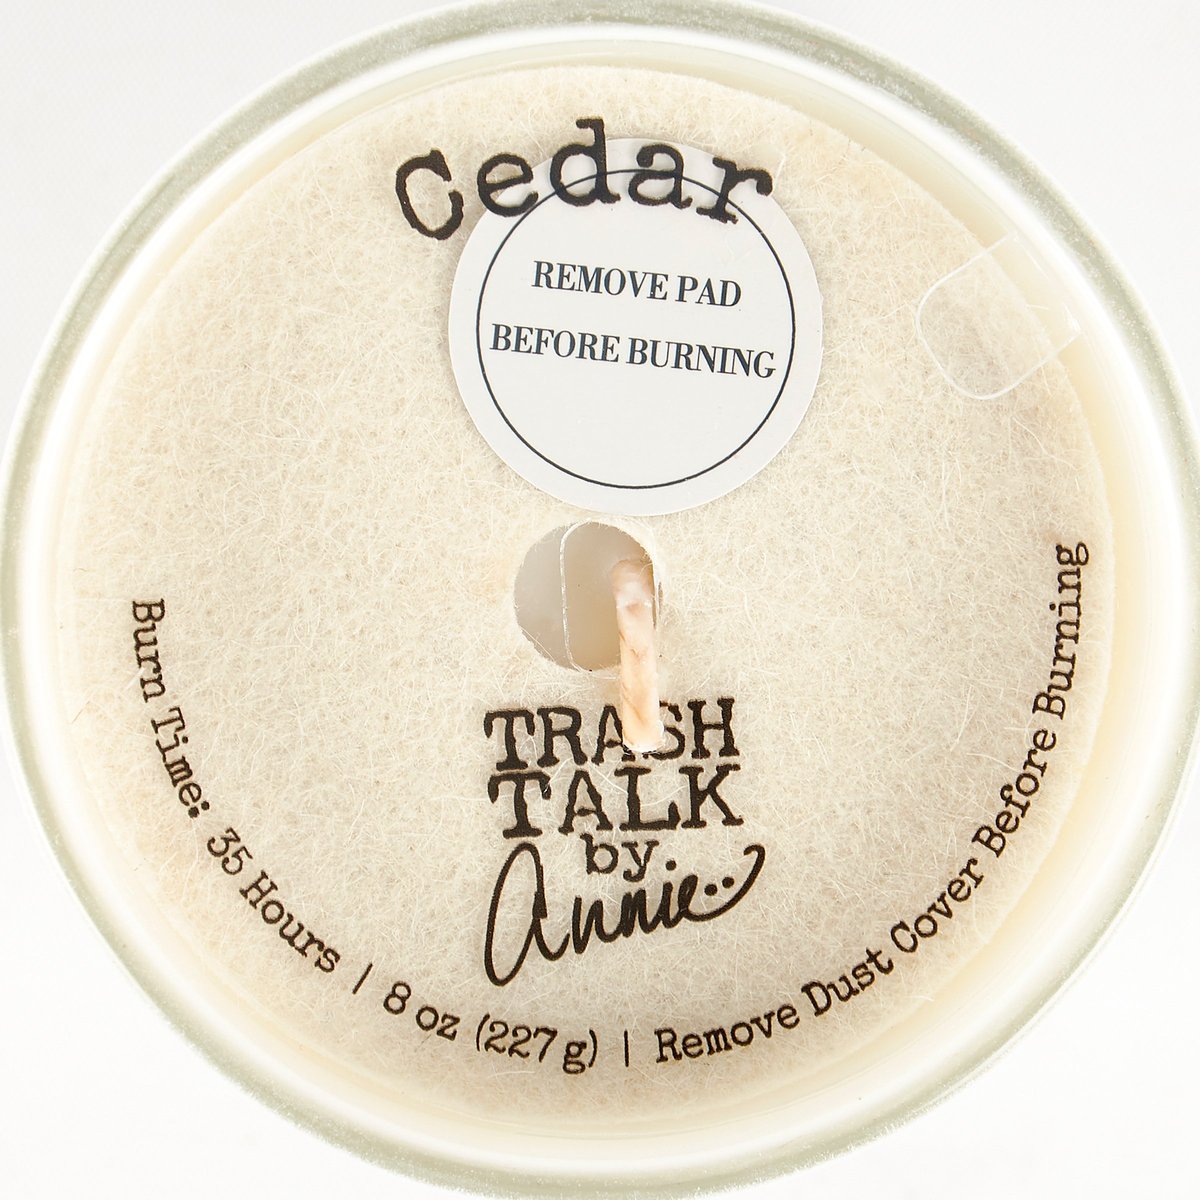 Cedar
REMOVE PAD
BEFORE BURNING
TRASH
TALK
by
Annie
Burn Time: 35 Hours | 8 oz (227 g) | Remove Dust Cover Before Burning